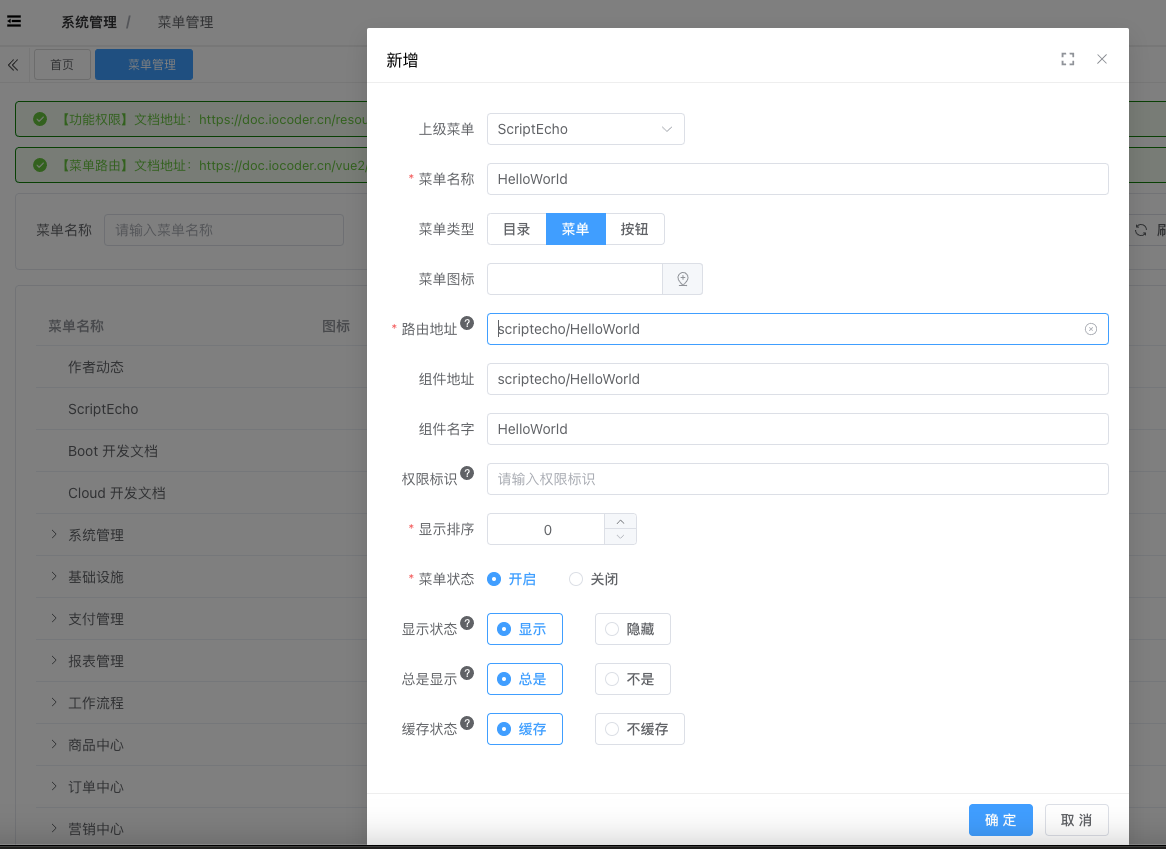 系统管理 / 菜单管理
首页 菜单管理
【功能权限】文档地址：https://doc.iocoder.cn/resou
【菜单路由】文档地址：https://doc.iocoder.cn/vue2/
菜单名称 请输入菜单名称
刷
菜单名称 图标
作者动态
ScriptEcho
Boot 开发文档
Cloud 开发文档
系统管理
基础设施
支付管理
报表管理
工作流程
商品中心
订单中心
营销中心
新增
上级菜单 ScriptEcho
* 菜单名称 HelloWorld
菜单类型 目录 菜单 按钮
菜单图标
* 路由地址 ? scriptecho/HelloWorld
组件地址 scriptecho/HelloWorld
组件名字 HelloWorld
权限标识 ? 请输入权限标识
* 显示排序 0
* 菜单状态 开启 关闭
显示状态 ? 显示 隐藏
总是显示 ? 总是 不是
缓存状态 ? 缓存 不缓存
确 定 取 消